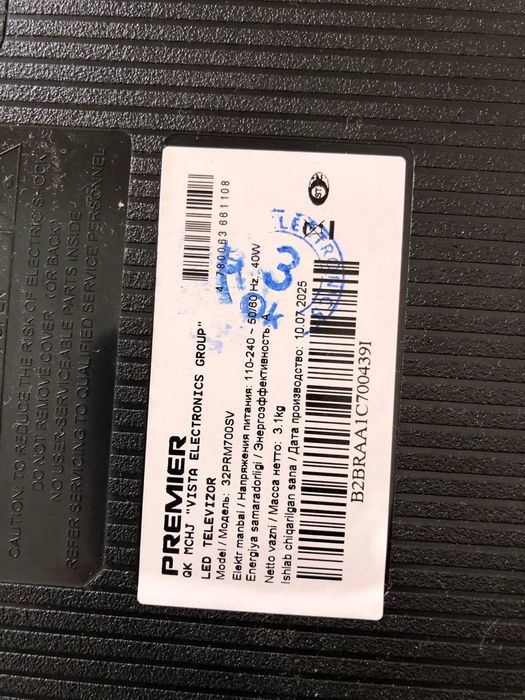 CAUTION: TO REDUCE THE RISK OF ELECTRIC SHOCK
DO NOT REMOVE COVER (OR BACK)
NO USER-SERVICEABLE PARTS INSIDE
REFER SERVICING TO QUALIFIED SERVICE PERSONNEL
PREMIER
QK MCHJ "VISTA ELECTRONICS GROUP"
4 780063 661108
LED TELEVIZOR
Model / Модель: 32PRM700SV
Elektr manbai / Напряжения питания: 110-240 ~ 50/60 Hz 40W
Energiya samaradorligi / Энергоэффективность: A
Netto vazni / Масса нетто: 3.1kg
Ishlab chiqarilgan sana / Дата производство: 10.07.2025
B2BRAA1C700439I